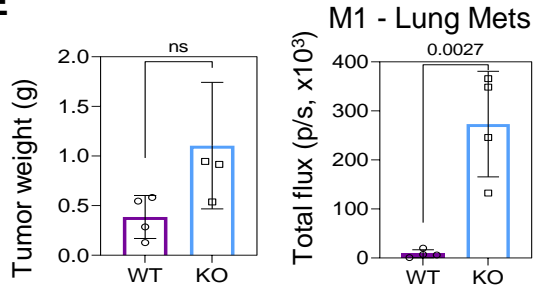 M1 - Lung Mets
Tumor weight (g)
ns
2.0
1.5
1.0
0.5
0.0
WT KO
Total flux (p/s, x10³)
0.0027
400
300
200
100
0
WT KO